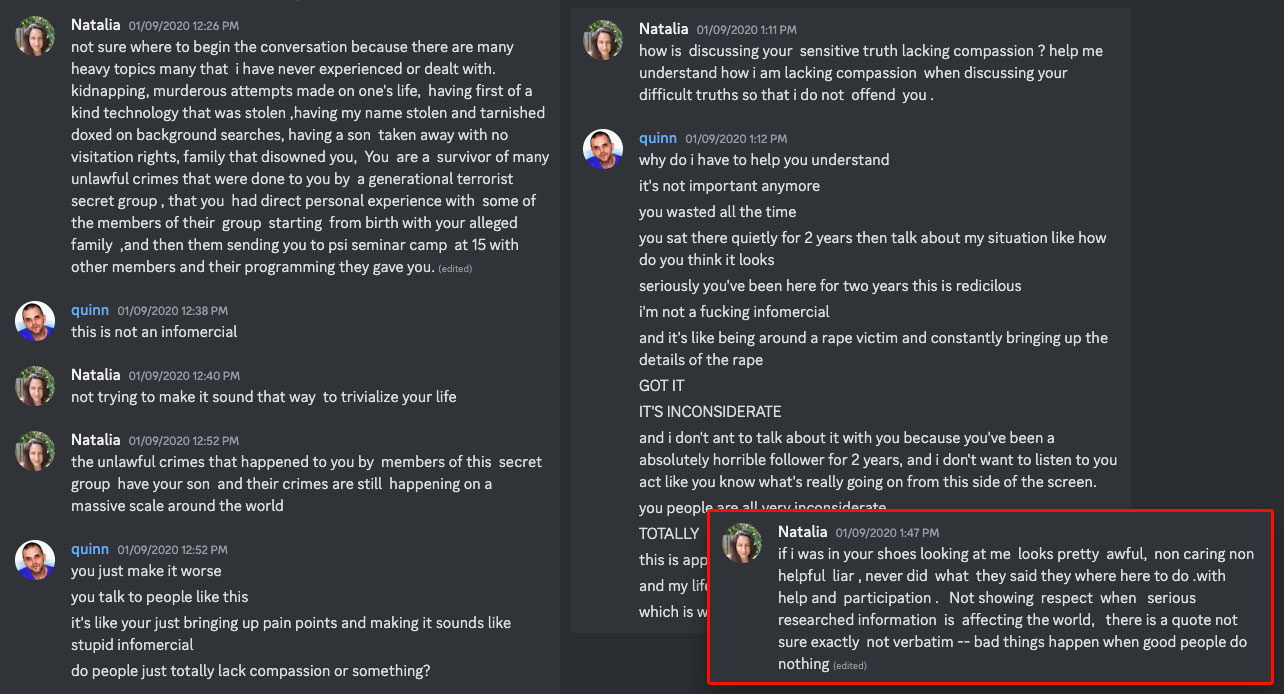 Natalia 01/09/2020 12:26 PM
not sure where to begin the conversation because there are many
heavy topics many that i have never experienced or dealt with.
kidnapping, murderous attempts made on one's life, having first of a
kind technology that was stolen ,having my name stolen and tarnished
doxed on background searches, having a son taken away with no
visitation rights, family that disowned you, You are a survivor of many
unlawful crimes that were done to you by a generational terrorist
secret group , that you had direct personal experience with some of
the members of their group starting from birth with your alleged
family ,and then them sending you to psi seminar camp at 15 with
other members and their programming they gave you. (edited)
quinn 01/09/2020 12:38 PM
this is not an infomercial
Natalia 01/09/2020 12:40 PM
not trying to make it sound that way to trivialize your life
Natalia 01/09/2020 12:52 PM
the unlawful crimes that happened to you by members of this secret
group have your son and their crimes are still happening on a
massive scale around the world
quinn 01/09/2020 12:52 PM
you just make it worse
you talk to people like this
it's like your just bringing up pain points and making it sounds like
stupid infomercial
do people just totally lack compassion or something?
Natalia 01/09/2020 1:11 PM
how is discussing your sensitive truth lacking compassion ? help me
understand how i am lacking compassion when discussing your
difficult truths so that i do not offend you .
quinn 01/09/2020 1:12 PM
why do i have to help you understand
it's not important anymore
you wasted all the time
you sat there quietly for 2 years then talk about my situation like how
do you think it looks
seriously you've been here for two years this is redicilous
i'm not a fucking infomercial
and it's like being around a rape victim and constantly bringing up the
details of the rape
GOT IT
IT'S INCONSIDERATE
and i don't ant to talk about it with you because you've been a
absolutely horrible follower for 2 years, and i don't want to listen to you
act like you know what's really going on from this side of the screen.
you people are all very inconsiderate
TOTALLY
this is app
and my life
which is w
Natalia 01/09/2020 1:47 PM
if i was in your shoes looking at me looks pretty awful, non caring non
helpful liar , never did what they said they where here to do .with
help and participation . Not showing respect when serious
researched information is affecting the world, there is a quote not
sure exactly not verbatim -- bad things happen when good people do
nothing (edited)